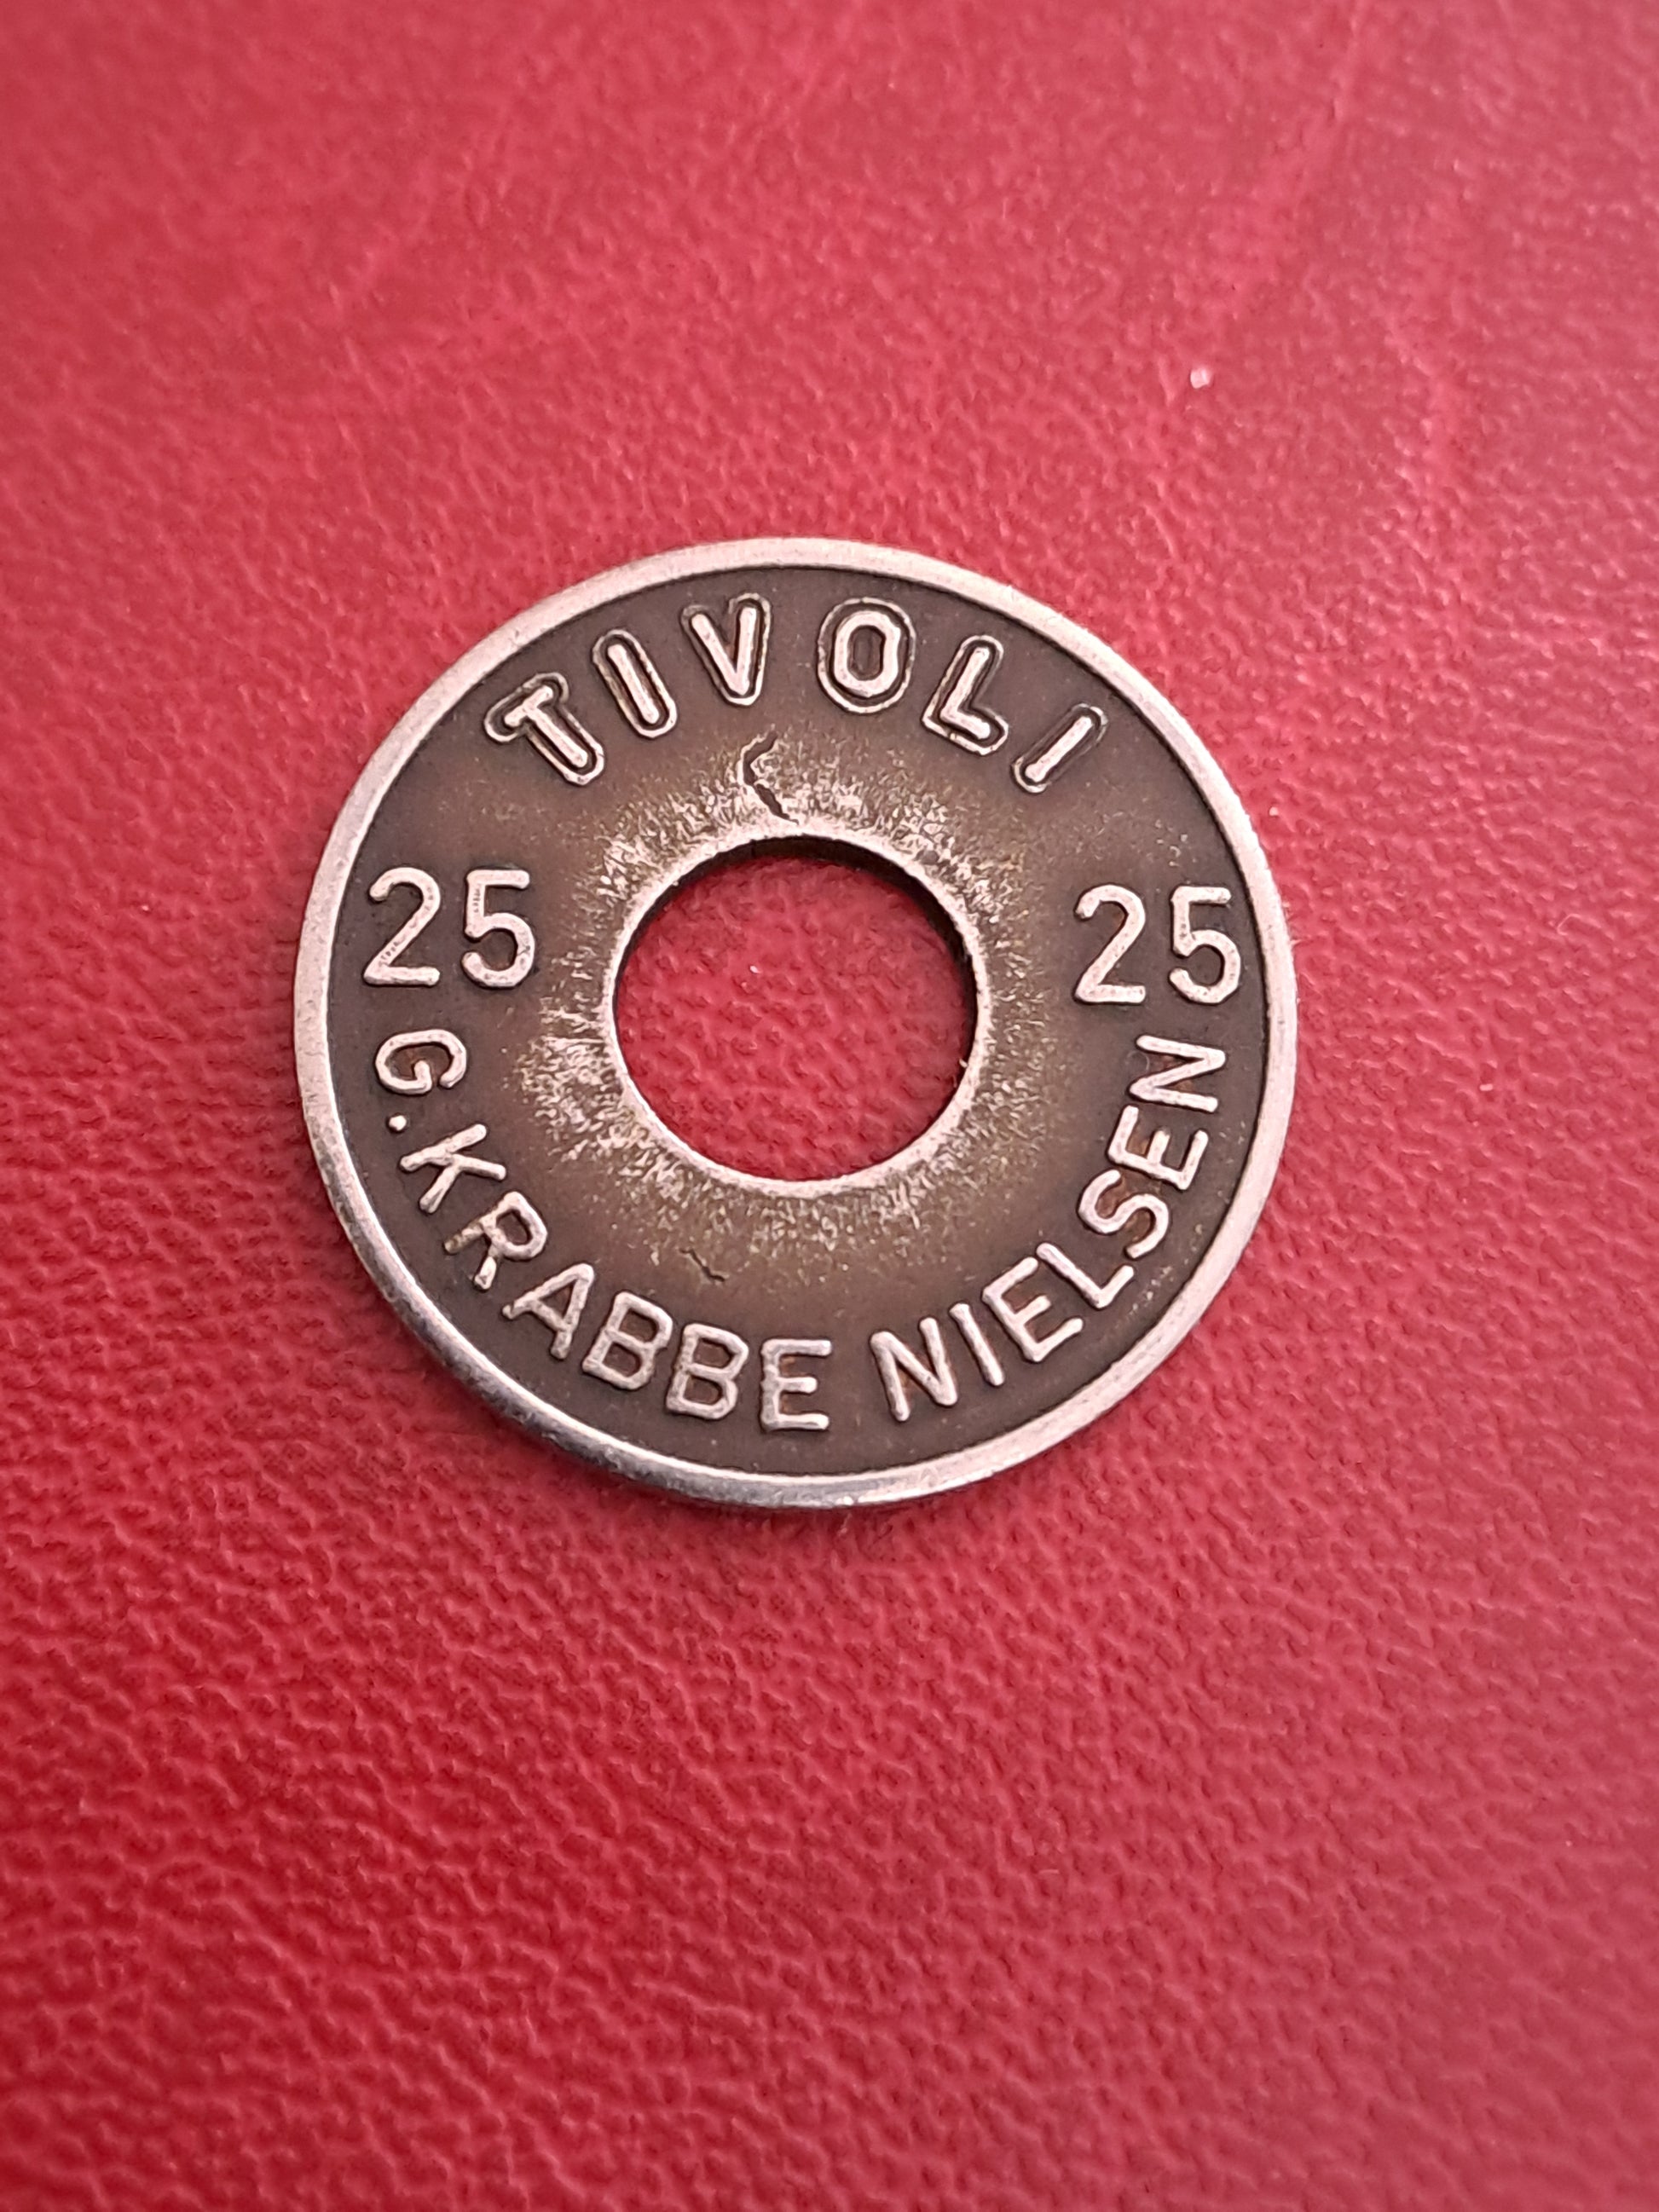 TIVOLI
25 25
G.KRABBE NIELSEN